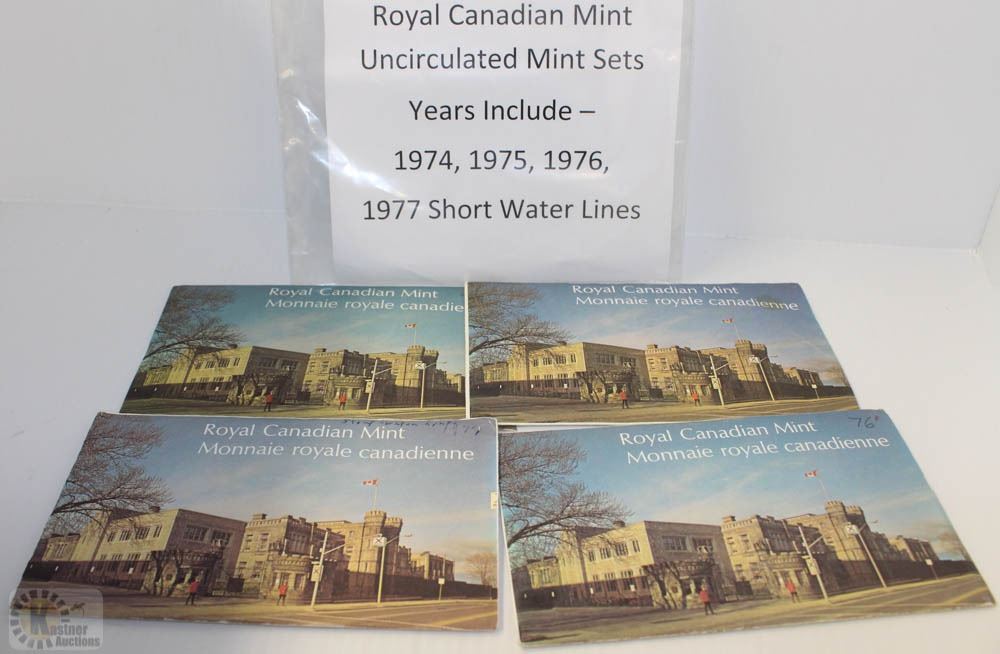 Royal Canadian Mint
Uncirculated Mint Sets
Years Include –
1974, 1975, 1976,
1977 Short Water Lines
Royal Canadian Mint
Monnaie royale canadie
Royal Canadian Mint
Monnaie royale canadienne
Royal Canadian Mint
Monnaie royale canadienne
76
Royal Canadian Mint
Monnaie royale canadienne
Kastner
Auctions